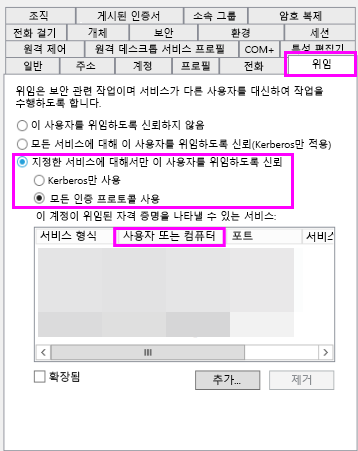 조직 게시된 인증서 소속 그룹 암호 복제
전화 걸기 개체 보안 환경 세션
원격 제어 원격 데스크톱 서비스 프로필 COM+ 특성 편집기
일반 주소 계정 프로필 전화 위임
위임은 보안 관련 작업이며 서비스가 다른 사용자를 대신하여 작업을
수행하도록 합니다.
이 사용자를 위임하도록 신뢰하지 않음
모든 서비스에 대해 이 사용자를 위임하도록 신뢰(Kerberos만 적용)
지정한 서비스에 대해서만 이 사용자를 위임하도록 신뢰
Kerberos만 사용
모든 인증 프로토콜 사용
이 계정이 위임된 자격 증명을 나타낼 수 있는 서비스:
서비스 형식 사용자 또는 컴퓨터 포트 서비스
확장됨
추가... 제거